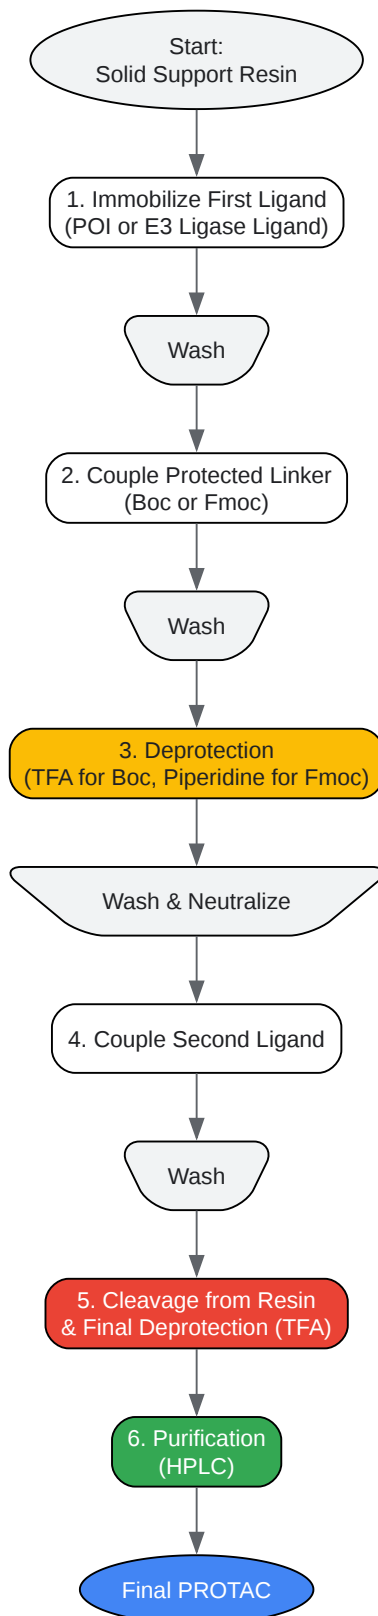 Start:
Solid Support Resin
1. Immobilize First Ligand
(POI or E3 Ligase Ligand)
Wash
2. Couple Protected Linker
(Boc or Fmoc)
Wash
3. Deprotection
(TFA for Boc, Piperidine for Fmoc)
Wash & Neutralize
4. Couple Second Ligand
Wash
5. Cleavage from Resin
& Final Deprotection (TFA)
6. Purification
(HPLC)
Final PROTAC